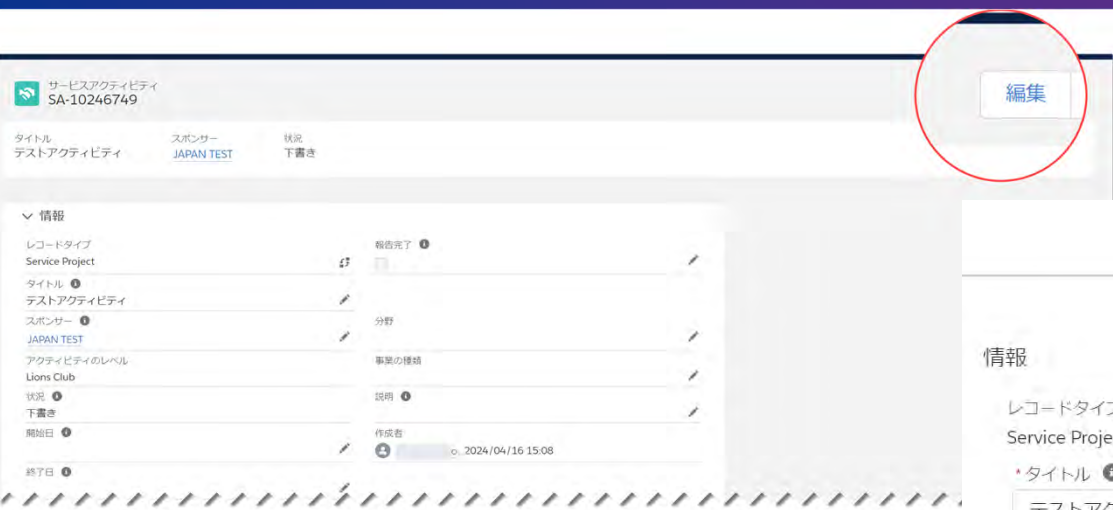 サービスアクティビティ
SA-10246749
編集
タイトル
テストアクティビティ
スポンサー
JAPAN TEST
状況
下書き
情報
レコードタイプ
Service Project
報告完了
タイトル
テストアクティビティ
スポンサー
JAPAN TEST
分野
アクティビティのレベル
Lions Club
事業の種類
状況
下書き
説明
開始日
作成者
o, 2024/04/16 15:08
終了日
情報
レコードタイプ
Service Proje
*タイトル
テストアク